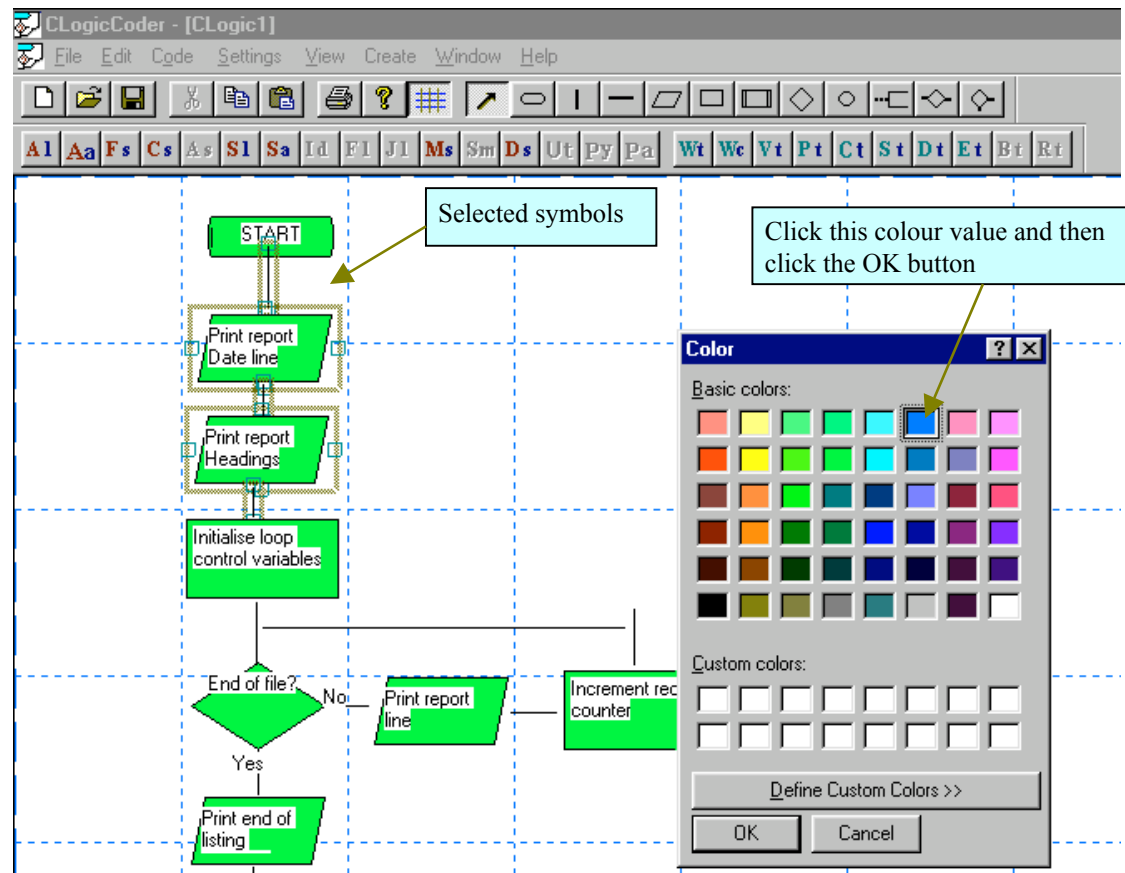 CLogicCoder - [CLogic1]
File Edit Code Settings View Create Window Help
Al Aa Fs Cs As Sl Sa Id Fl Jl Ms Sm Ds Ut Py Pa Wt Wc Vt Pt Ct St Dt Et Bt Rt
Selected symbols
Click this colour value and then
click the OK button
START
Print report
Date line
Print report
Headings
Initialise loop
control variables
End of file?
No
Print report
line
Increment rec
counter
Yes
Print end of
listing
Color
Basic colors:
Custom colors:
Define Custom Colors >>
OK Cancel